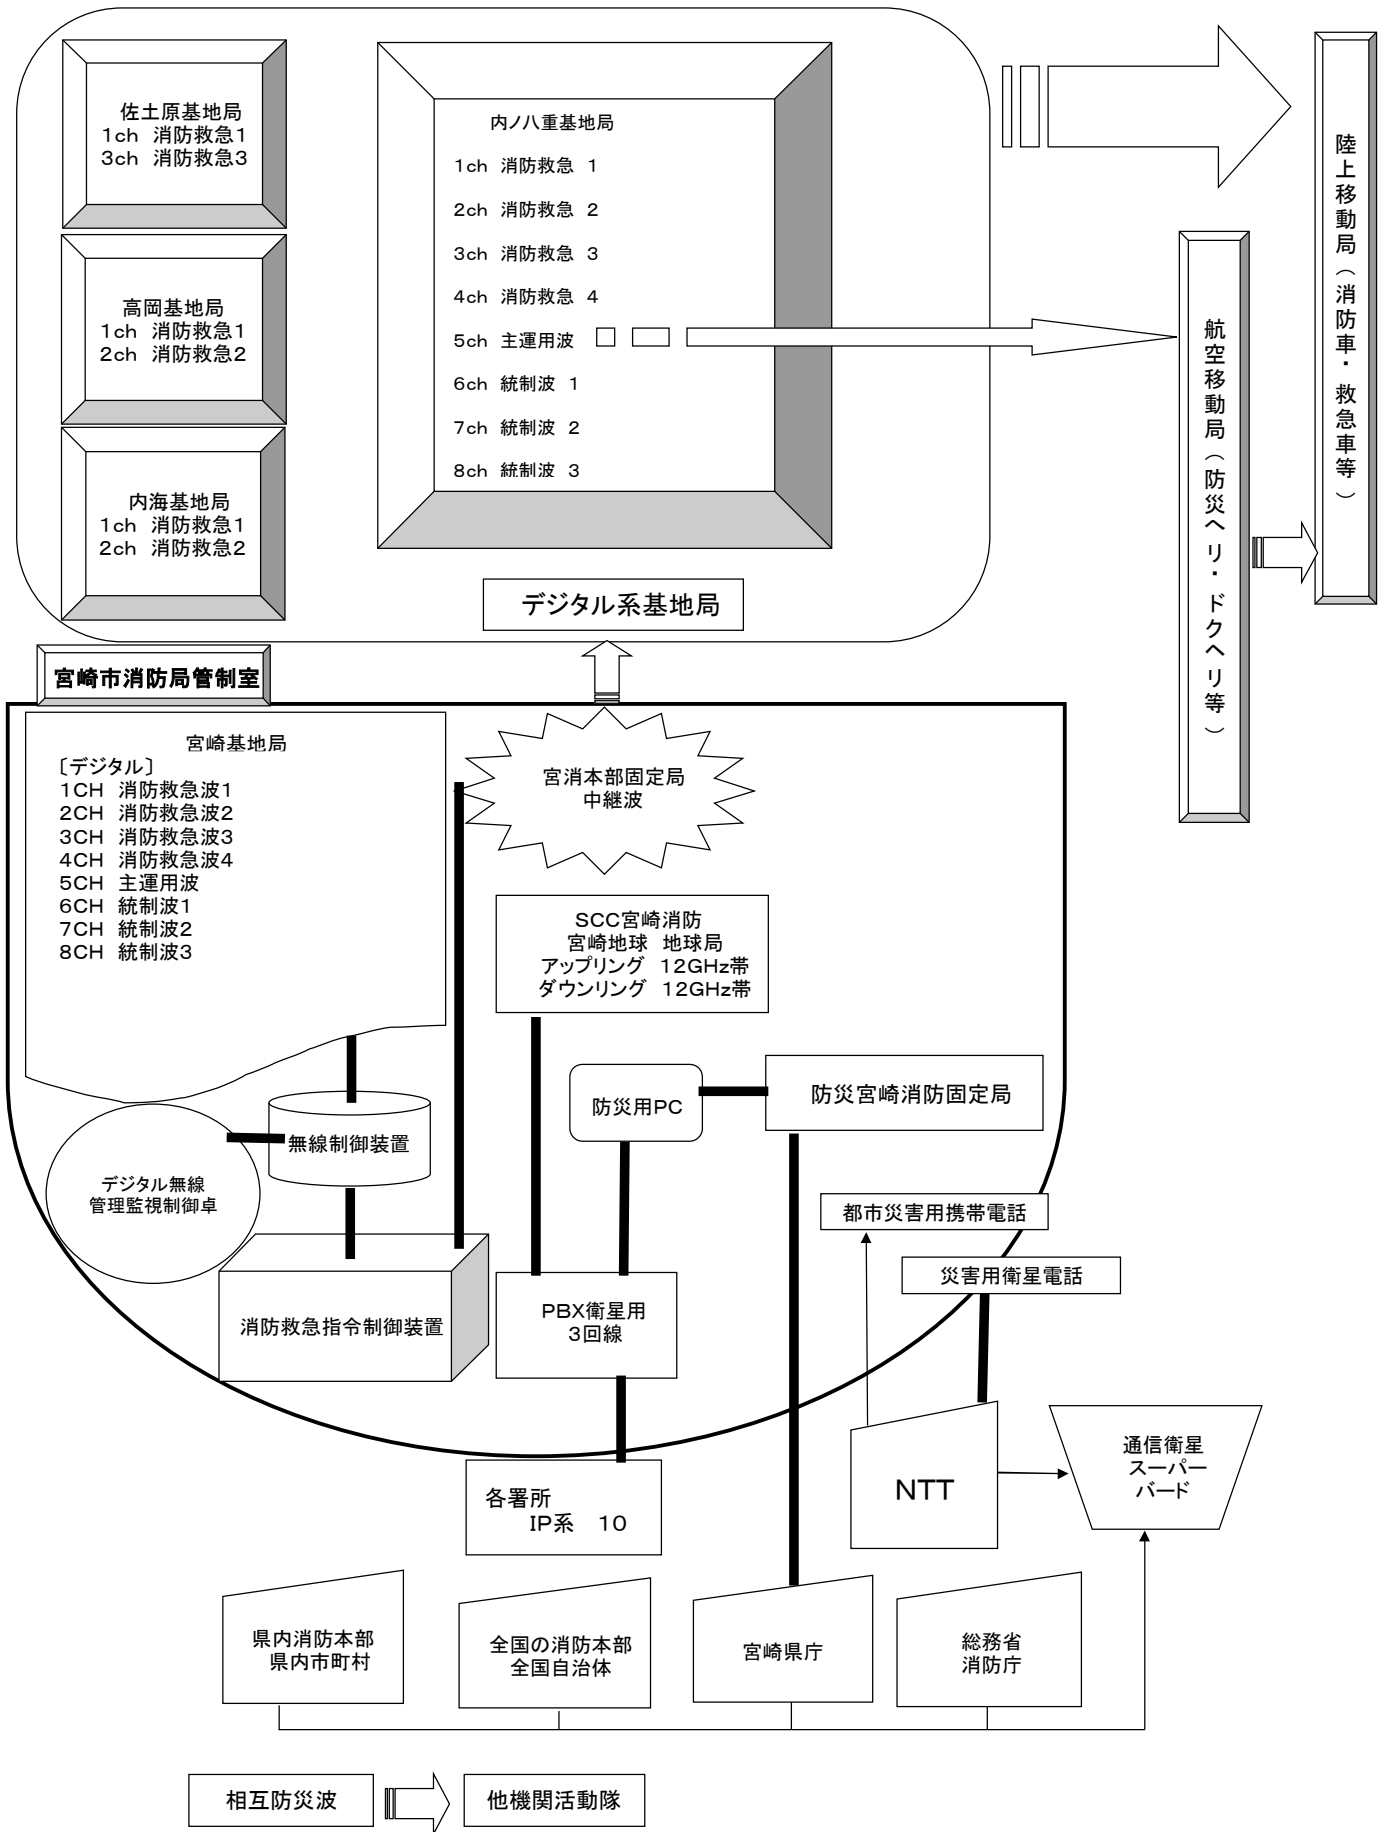 佐土原基地局
1ch 消防救急1
3ch 消防救急3
高岡基地局
1ch 消防救急1
2ch 消防救急2
内海基地局
1ch 消防救急1
2ch 消防救急2
内ノ八重基地局
1ch 消防救急 1
2ch 消防救急 2
3ch 消防救急 3
4ch 消防救急 4
5ch 主運用波
6ch 統制波 1
7ch 統制波 2
8ch 統制波 3
デジタル系基地局
陸上移動局(消防車・救急車等)
航空移動局(防災ヘリ・ドクヘリ等)
宮崎市消防局管制室
宮崎基地局
〔デジタル〕
1CH 消防救急波1
2CH 消防救急波2
3CH 消防救急波3
4CH 消防救急波4
5CH 主運用波
6CH 統制波1
7CH 統制波2
8CH 統制波3
宮消本部固定局
中継波
SCC宮崎消防
宮崎地球 地球局
アップリング 12GHz帯
ダウンリング 12GHz帯
防災用PC
防災宮崎消防固定局
無線制御装置
デジタル無線
管理監視制御卓
消防救急指令制御装置
PBX衛星用
3回線
都市災害用携帯電話
災害用衛星電話
各署所
IP系 10
NTT
通信衛星
スーパー
バード
県内消防本部
県内市町村
全国の消防本部
全国自治体
宮崎県庁
総務省
消防庁
相互防災波
他機関活動隊